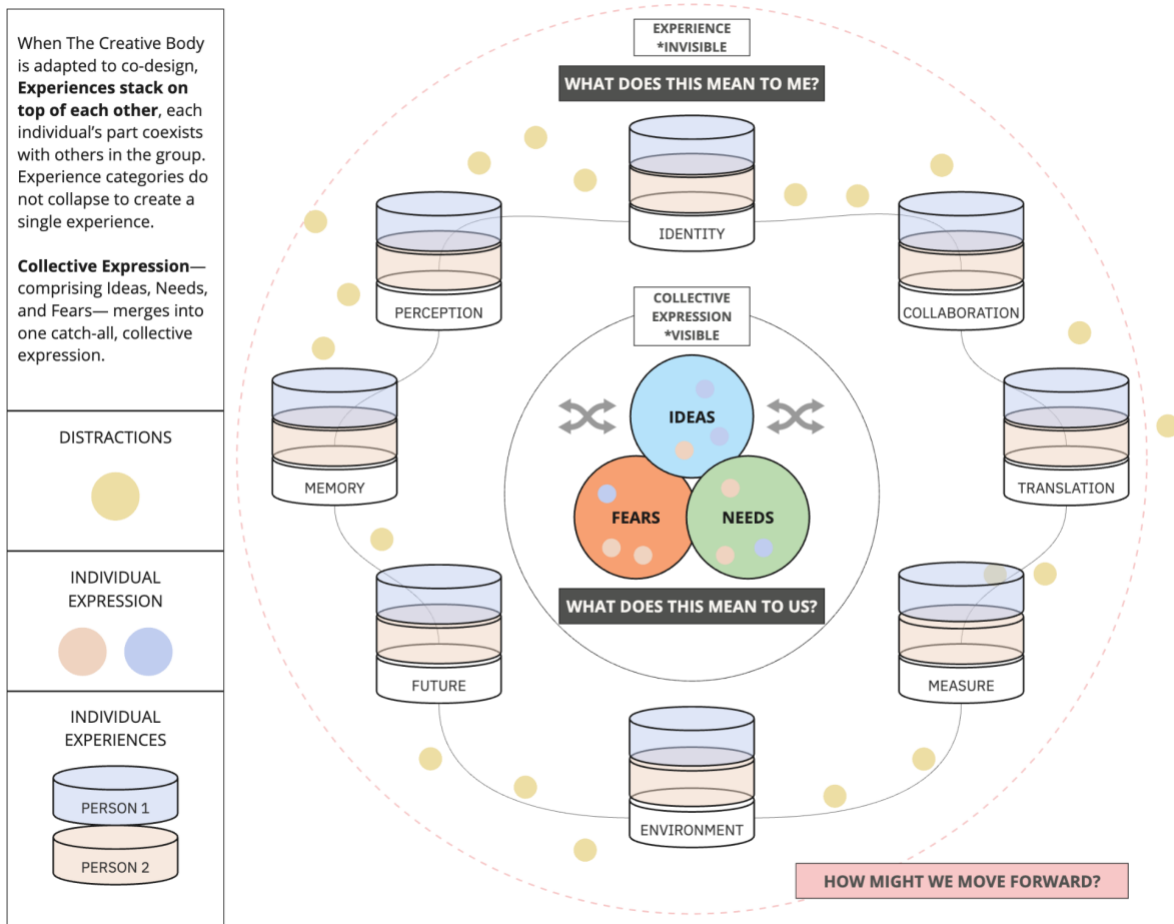 When The Creative Body
is adapted to co-design,
Experiences stack on
top of each other, each
individual's part coexists
with others in the group.
Experience categories do
not collapse to create a
single experience.
Collective Expression—
comprising Ideas, Needs,
and Fears— merges into
one catch-all, collective
expression.
DISTRACTIONS
INDIVIDUAL
EXPRESSION
INDIVIDUAL
EXPERIENCES
PERSON 1
PERSON 2
EXPERIENCE
*INVISIBLE
WHAT DOES THIS MEAN TO ME?
IDENTITY
PERCEPTION
COLLABORATION
MEMORY
TRANSLATION
COLLECTIVE
EXPRESSION
*VISIBLE
IDEAS
FEARS
NEEDS
WHAT DOES THIS MEAN TO US?
FUTURE
MEASURE
ENVIRONMENT
HOW MIGHT WE MOVE FORWARD?